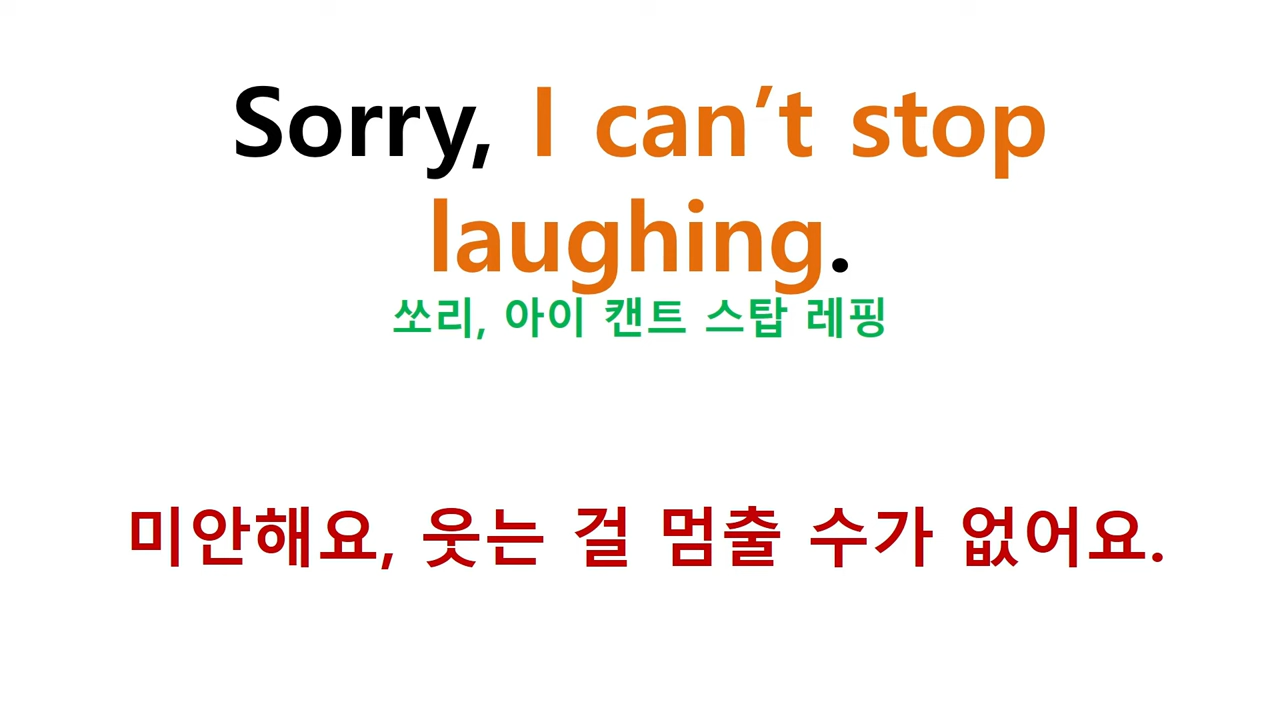 Sorry, I can’t stop
laughing.
쏘리, 아이 캔트 스탑 레핑
미안해요, 웃는 걸 멈출 수가 없어요.